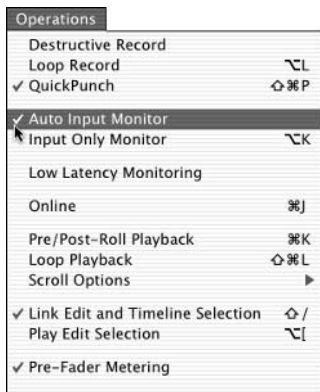 Operations
Destructive Record
Loop Record ⌥L
✓ QuickPunch ⇧⌘P
✓ Auto Input Monitor
Input Only Monitor ⌥K
Low Latency Monitoring
Online ⌘J
Pre/Post-Roll Playback ⌘K
Loop Playback ⇧⌘L
Scroll Options ▶
✓ Link Edit and Timeline Selection ⇧/
Play Edit Selection ⌥[
✓ Pre-Fader Metering